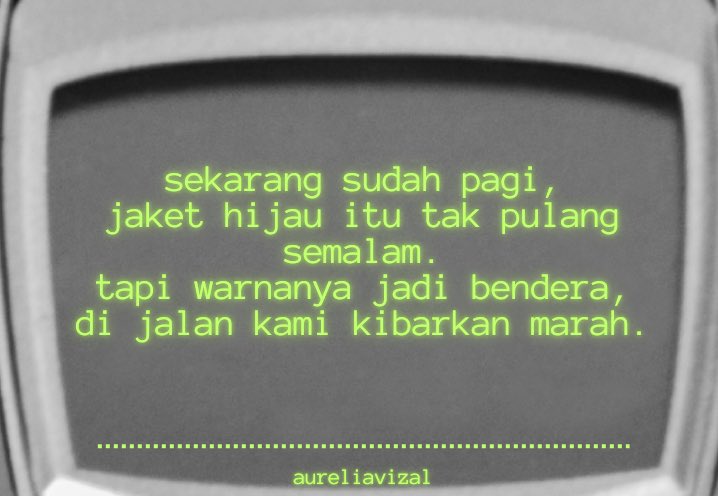 sekarang sudah pagi,
jaket hijau itu tak pulang
semalam.
tapi warnanya jadi bendera,
di jalan kami kibarkan marah.
aureliavizal